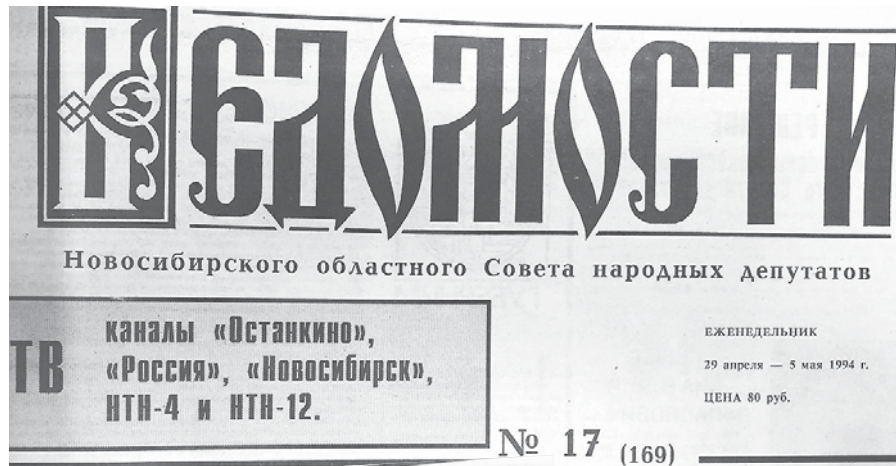 ВЕДОМОСТИ
Новосибирского областного Совета народных депутатов
ТВ
каналы «Останкино»,
«Россия», «Новосибирск»,
НТН-4 и НТН-12.
ЕЖЕНЕДЕЛЬНИК
29 апреля — 5 мая 1994 г.
ЦЕНА 80 руб.
№ 17 (169)